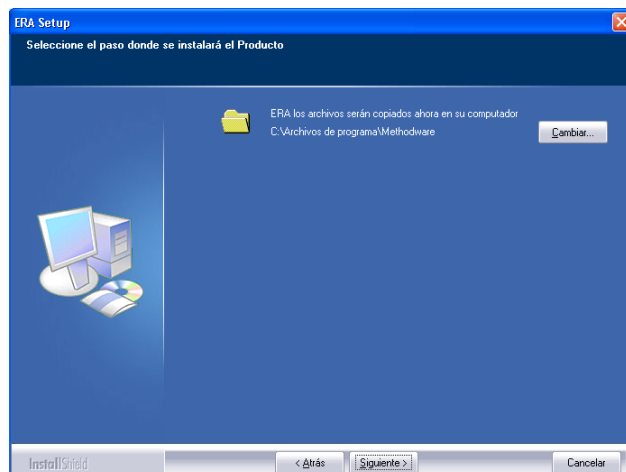 ERA Setup
Seleccione el paso donde se instalará el Producto
ERA los archivos serán copiados ahora en su computador
C:\Archivos de programa\Methodware
Cambiar...
InstallShield
< Atrás
Siguiente >
Cancelar